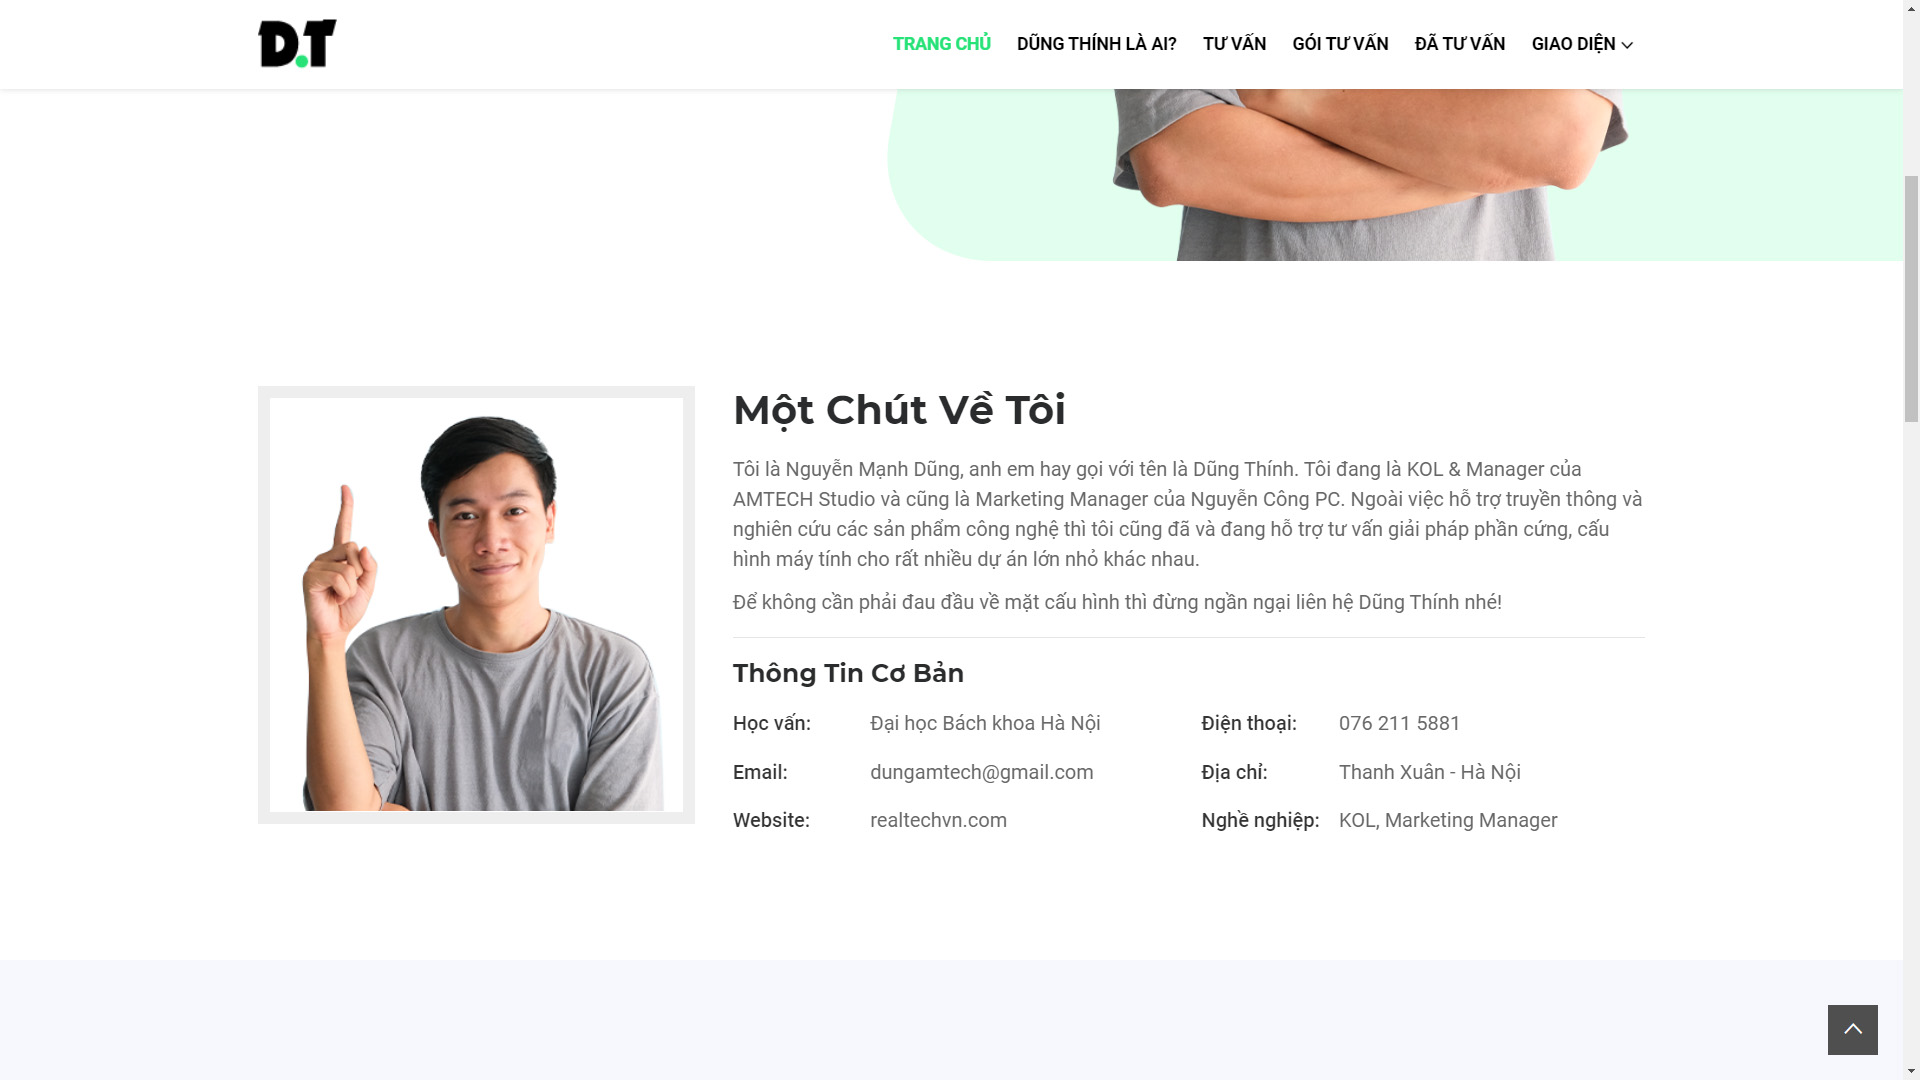 D.T
TRANG CHỦ
DŨNG THÍNH LÀ AI?
TƯ VẤN
GÓI TƯ VẤN
ĐÃ TƯ VẤN
GIAO DIỆN
Một Chút Về Tôi
Tôi là Nguyễn Mạnh Dũng, anh em hay gọi với tên là Dũng Thính. Tôi đang là KOL & Manager của
AMTECH Studio và cũng là Marketing Manager của Nguyễn Công PC. Ngoài việc hỗ trợ truyền thông và
nghiên cứu các sản phẩm công nghệ thì tôi cũng đã và đang hỗ trợ tư vấn giải pháp phần cứng, cấu
hình máy tính cho rất nhiều dự án lớn nhỏ khác nhau.
Để không cần phải đau đầu về mặt cấu hình thì đừng ngần ngại liên hệ Dũng Thính nhé!
Thông Tin Cơ Bản
Học vấn: Đại học Bách khoa Hà Nội
Điện thoại: 076 211 5881
Email: dungamtech@gmail.com
Địa chỉ: Thanh Xuân - Hà Nội
Website: realtechvn.com
Nghề nghiệp: KOL, Marketing Manager